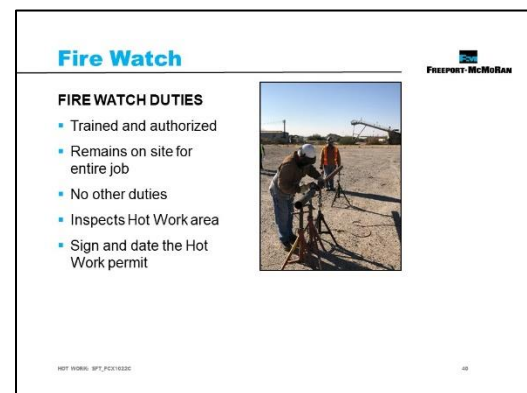 Fire Watch
FCX
FREEPORT-McMoRAN
FIRE WATCH DUTIES
▪ Trained and authorized
▪ Remains on site for
entire job
▪ No other duties
▪ Inspects Hot Work area
▪ Sign and date the Hot
Work permit
HOT WORK: SFT_FCX1022C
40